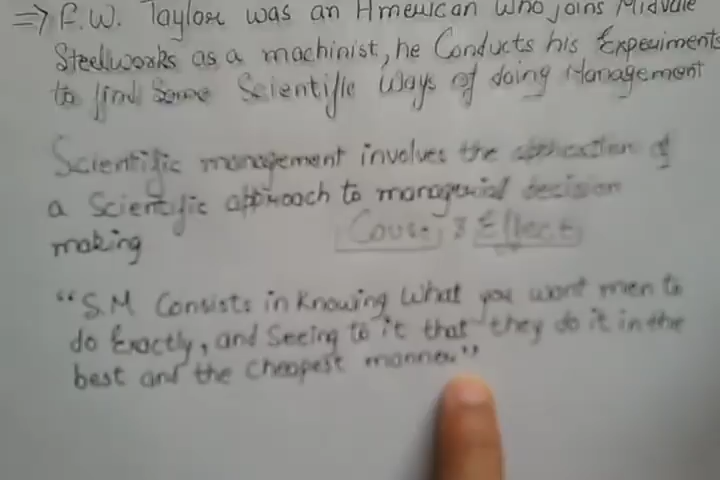 => F.W. Taylor was an American who joins Midvale
Steelworks as a machinist, he Conducts his Experiments
to find Some Scientific Ways of doing Management
Scientific management involves the application of
a Scientific approach to managerial decision
making Cause & Effect
"S.M Consists in Knowing What you want men to
do Exactly, and Seeing to it that they do it in the
best and the Cheapest manner"